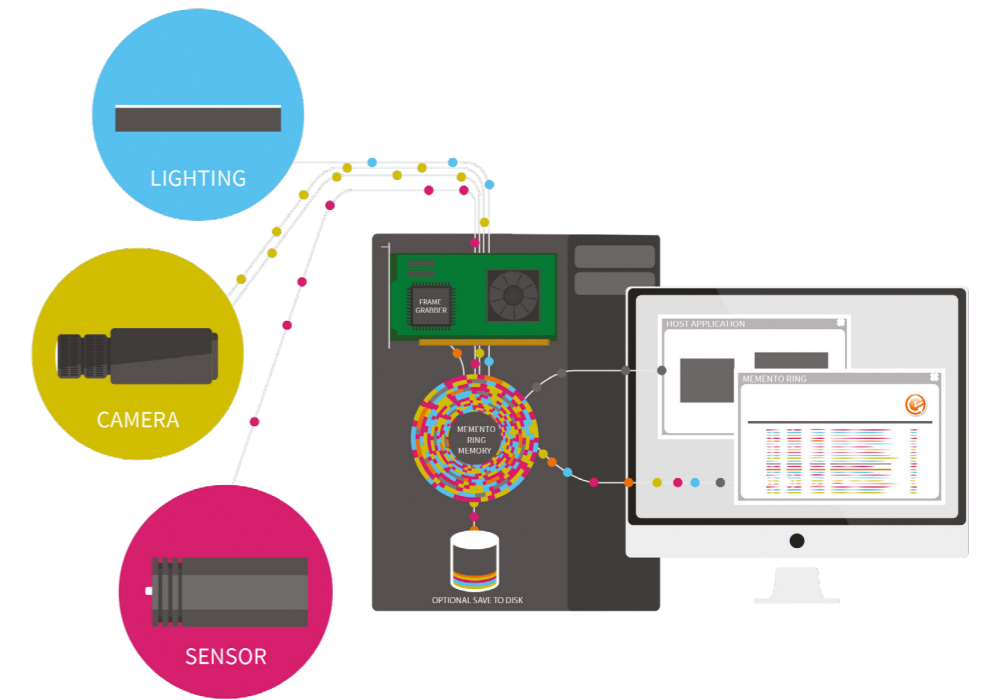 LIGHTING
CAMERA
SENSOR
FRAME
GRABBER
MEMENTO
RING
MEMORY
OPTIONAL SAVE TO DISK
HOST APPLICATION
MEMENTO RING